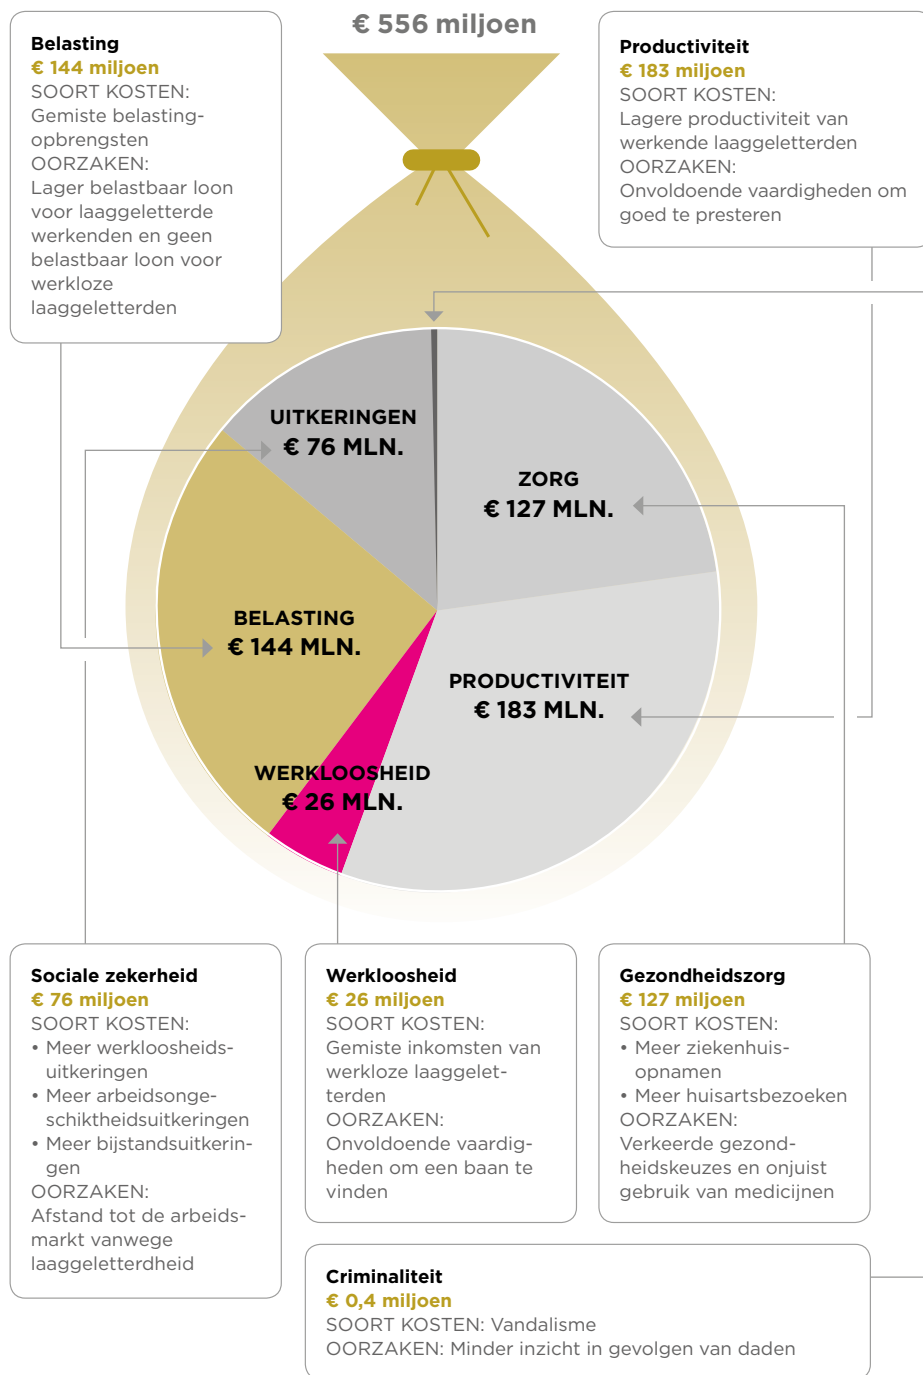 € 556 miljoen
Belasting
€ 144 miljoen
SOORT KOSTEN:
Gemiste belasting-
opbrengsten
OORZAKEN:
Lager belastbaar loon
voor laaggeletterde
werkenden en geen
belastbaar loon voor
werkloze
laaggeletterden
Productiviteit
€ 183 miljoen
SOORT KOSTEN:
Lagere productiviteit van
werkende laaggeletterden
OORZAKEN:
Onvoldoende vaardigheden om
goed te presteren
UITKERINGEN
€ 76 MLN.
ZORG
€ 127 MLN.
BELASTING
€ 144 MLN.
PRODUCTIVITEIT
€ 183 MLN.
WERKLOOSHEID
€ 26 MLN.
Sociale zekerheid
€ 76 miljoen
SOORT KOSTEN:
• Meer werkloosheids-
uitkeringen
• Meer arbeidsonge-
schiktheidsuitkeringen
• Meer bijstandsuitkerin-
gen
OORZAKEN:
Afstand tot de arbeids-
markt vanwege
laaggeletterdheid
Werkloosheid
€ 26 miljoen
SOORT KOSTEN:
Gemiste inkomsten van
werkloze laaggelet-
terden
OORZAKEN:
Onvoldoende vaardig-
heden om een baan te
vinden
Gezondheidszorg
€ 127 miljoen
SOORT KOSTEN:
• Meer ziekenhuis-
opnamen
• Meer huisartsbezoeken
OORZAKEN:
Verkeerde gezond-
heidskeuzes en onjuist
gebruik van medicijnen
Criminaliteit
€ 0,4 miljoen
SOORT KOSTEN: Vandalisme
OORZAKEN: Minder inzicht in gevolgen van daden